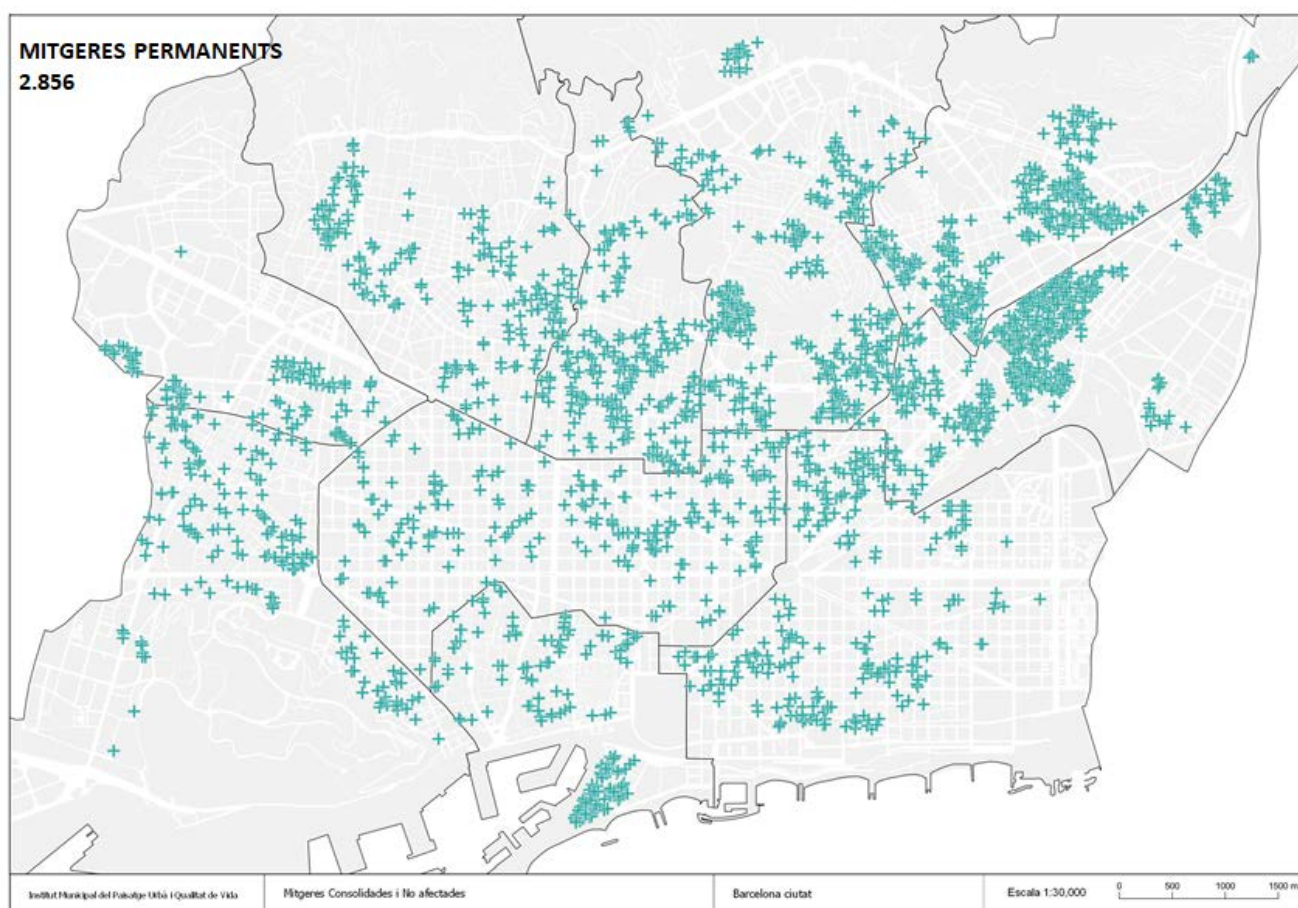 MITGERES PERMANENTS
2.856
Institut Municipal del Paisatge Urbà i Qualitat de Vida
Mitgeres Consolidades i No afectades
Barcelona ciutat
Escala 1:30,000
0 500 1000 1500 m